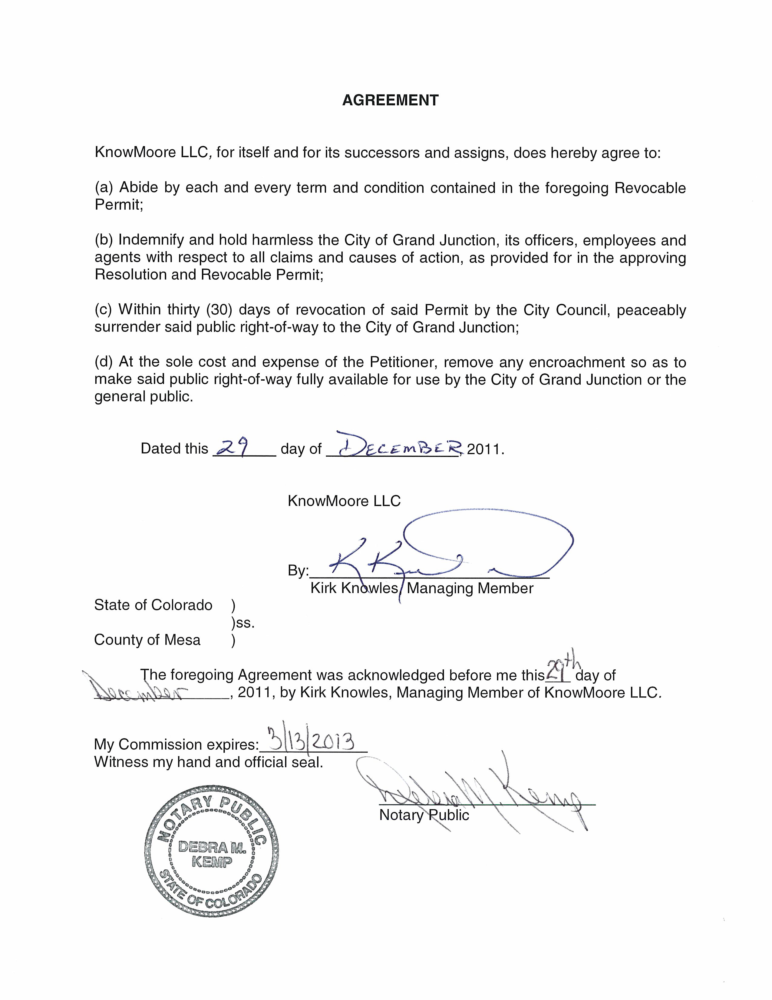 AGREEMENT
KnowMoore LLC, for itself and for its successors and assigns, does hereby agree to:
(a) Abide by each and every term and condition contained in the foregoing Revocable
Permit;
(b) Indemnify and hold harmless the City of Grand Junction, its officers, employees and
agents with respect to all claims and causes of action, as provided for in the approving
Resolution and Revocable Permit;
(c) Within thirty (30) days of revocation of said Permit by the City Council, peaceably
surrender said public right-of-way to the City of Grand Junction;
(d) At the sole cost and expense of the Petitioner, remove any encroachment so as to
make said public right-of-way fully available for use by the City of Grand Junction or the
general public.
Dated this 29 day of DECEMBER, 2011.
KnowMoore LLC
By:
Kirk Knowles, Managing Member
State of Colorado )
)ss.
County of Mesa )
The foregoing Agreement was acknowledged before me this 29th day of
December, 2011, by Kirk Knowles, Managing Member of KnowMoore LLC.
My Commission expires: 3/13/2013
Witness my hand and official seal.
Debra M. Kemp
Notary Public
NOTARY PUBLIC
DEBRA M.
KEMP
STATE OF COLORADO